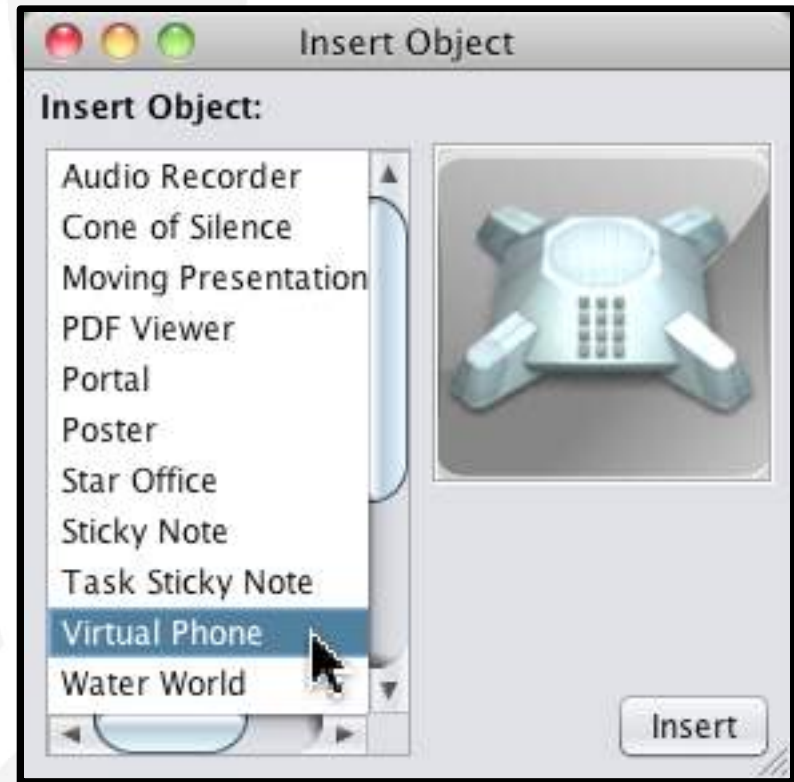 Insert Object
Insert Object:
Audio Recorder
Cone of Silence
Moving Presentation
PDF Viewer
Portal
Poster
Star Office
Sticky Note
Task Sticky Note
Virtual Phone
Water World
Insert